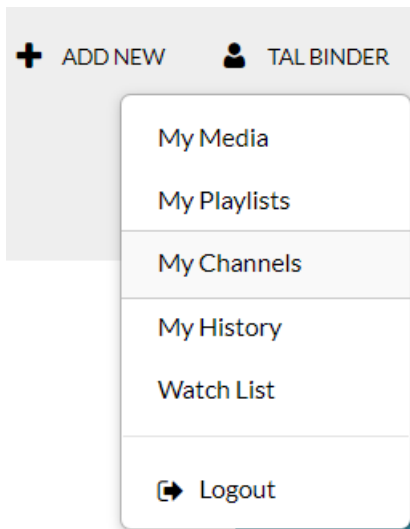 ADD NEW TAL BINDER
My Media
My Playlists
My Channels
My History
Watch List
Logout